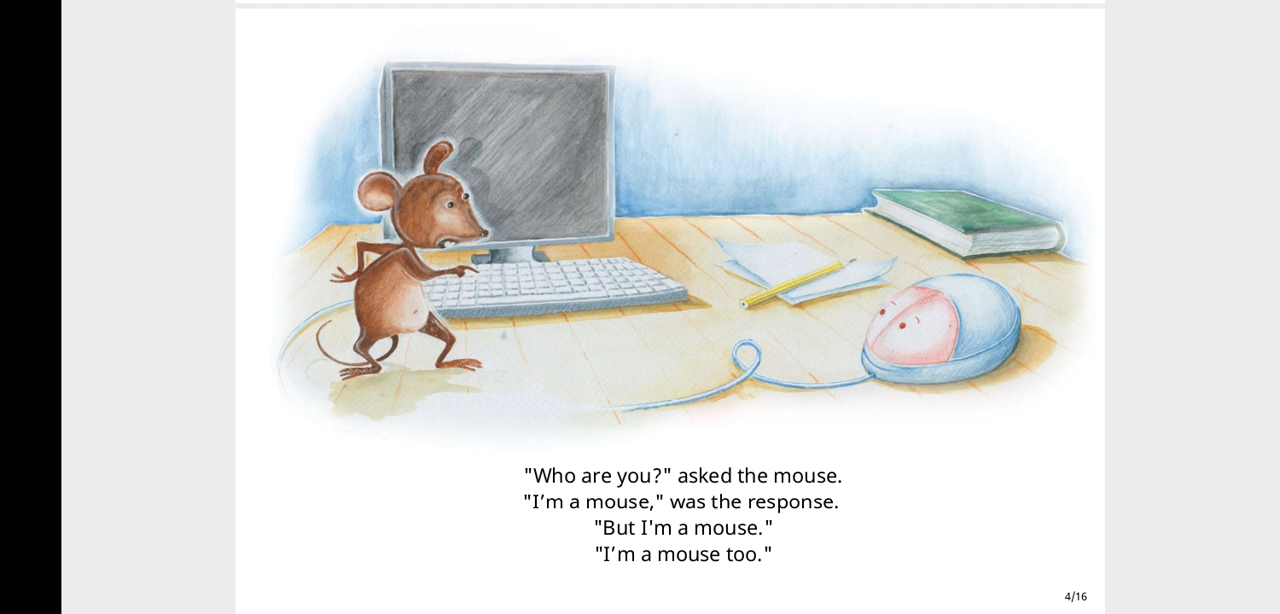 "Who are you?" asked the mouse.
"I’m a mouse," was the response.
"But I'm a mouse."
"I’m a mouse too."
4/16